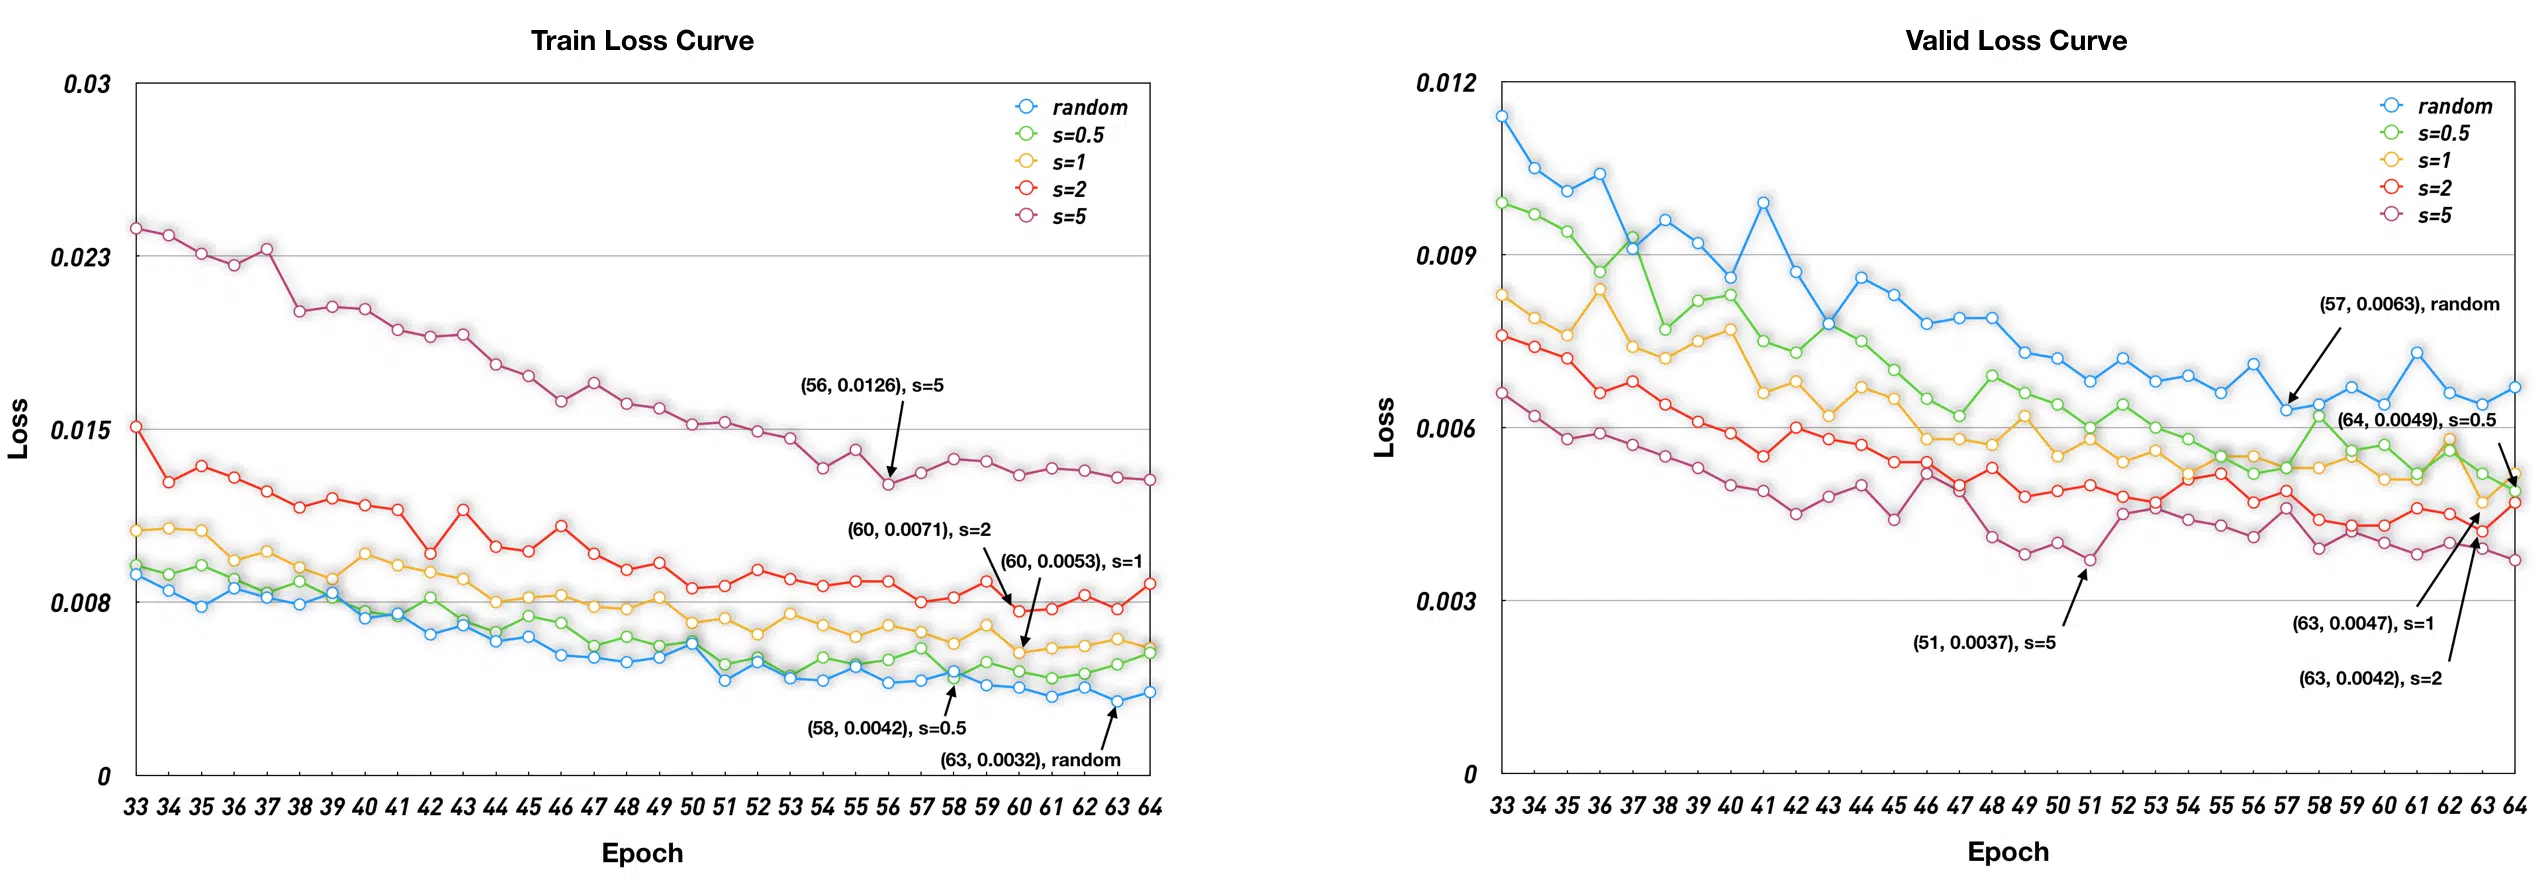 Train Loss Curve
0.03
0.023
0.015
0.008
0
Loss
random
s=0.5
s=1
s=2
s=5
(56, 0.0126), s=5
(60, 0.0071), s=2
(60, 0.0053), s=1
(58, 0.0042), s=0.5
(63, 0.0032), random
33 34 35 36 37 38 39 40 41 42 43 44 45 46 47 48 49 50 51 52 53 54 55 56 57 58 59 60 61 62 63 64
Epoch
Valid Loss Curve
0.012
0.009
0.006
0.003
0
Loss
random
s=0.5
s=1
s=2
s=5
(57, 0.0063), random
(64, 0.0049), s=0.5
(63, 0.0047), s=1
(51, 0.0037), s=5
(63, 0.0042), s=2
33 34 35 36 37 38 39 40 41 42 43 44 45 46 47 48 49 50 51 52 53 54 55 56 57 58 59 60 61 62 63 64
Epoch